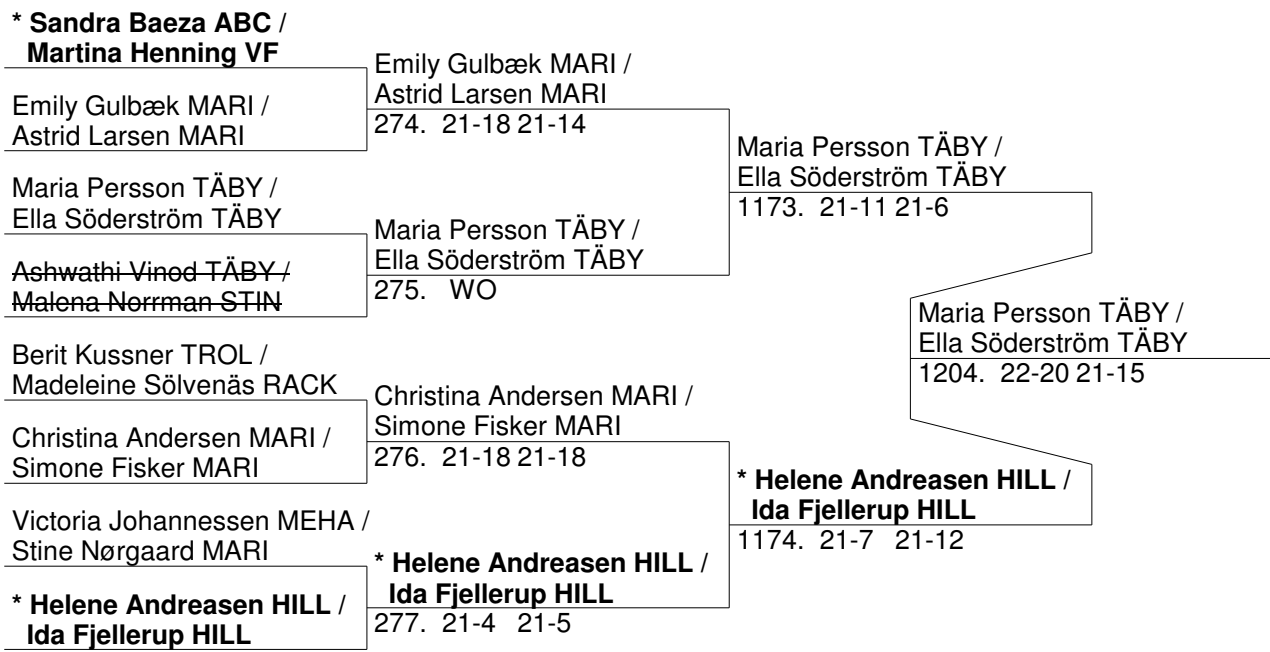 * Sandra Baeza ABC /
Martina Henning VF
Emily Gulbæk MARI /
Astrid Larsen MARI
Maria Persson TÄBY /
Ella Söderström TÄBY
Ashwathi Vinod TÄBY /
Malena Norrman STIN
Berit Kussner TROL /
Madeleine Sölvenäs RACK
Christina Andersen MARI /
Simone Fisker MARI
Victoria Johannessen MEHA /
Stine Nørgaard MARI
* Helene Andreasen HILL /
Ida Fjellerup HILL
Emily Gulbæk MARI /
Astrid Larsen MARI
274. 21-18 21-14
Maria Persson TÄBY /
Ella Söderström TÄBY
275. WO
Christina Andersen MARI /
Simone Fisker MARI
276. 21-18 21-18
* Helene Andreasen HILL /
Ida Fjellerup HILL
277. 21-4 21-5
Maria Persson TÄBY /
Ella Söderström TÄBY
1173. 21-11 21-6
* Helene Andreasen HILL /
Ida Fjellerup HILL
1174. 21-7 21-12
Maria Persson TÄBY /
Ella Söderström TÄBY
1204. 22-20 21-15